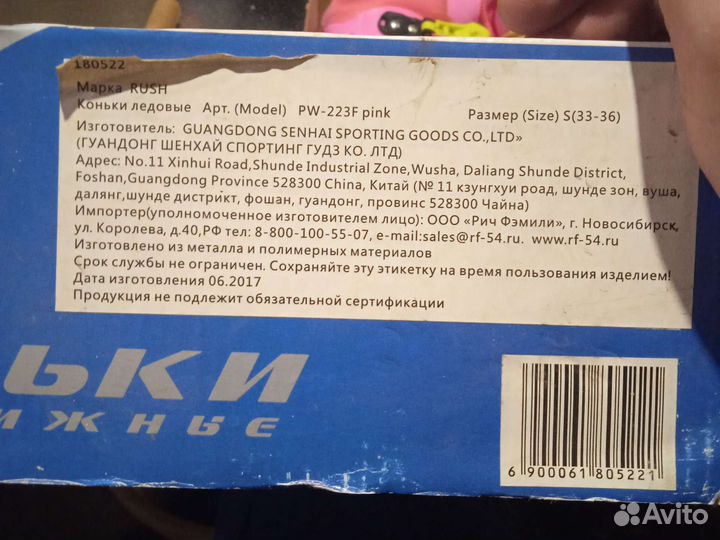 180522
Марка RUSH
Коньки ледовые Арт. (Model) PW-223F pink Размер (Size) S(33-36)
Изготовитель: GUANGDONG SENHAI SPORTING GOODS CO.,LTD»
(ГУАНДОНГ ШЕНХАЙ СПОРТИНГ ГУДЗ КО. ЛТД)
Адрес: No.11 Xinhui Road,Shunde Industrial Zone,Wusha, Daliang Shunde District,
Foshan,Guangdong Province 528300 China, Китай (№ 11 кзунгхуи роад, шунде зон, вуша,
далянг,шунде дистрикт, фошан, гуандонг, провинс 528300 Чайна)
Импортер(уполномоченное изготовителем лицо): ООО «Рич Фэмили», г. Новосибирск,
ул. Королева, д.40,РФ тел: 8-800-100-55-07, e-mail:sales@rf-54.ru. www.rf-54.ru
Изготовлено из металла и полимерных материалов
Срок службы не ограничен. Сохраняйте эту этикетку на время пользования изделием!
Дата изготовления 06.2017
Продукция не подлежит обязательной сертификации
ьки
ижные
6 900061 805221
Avito